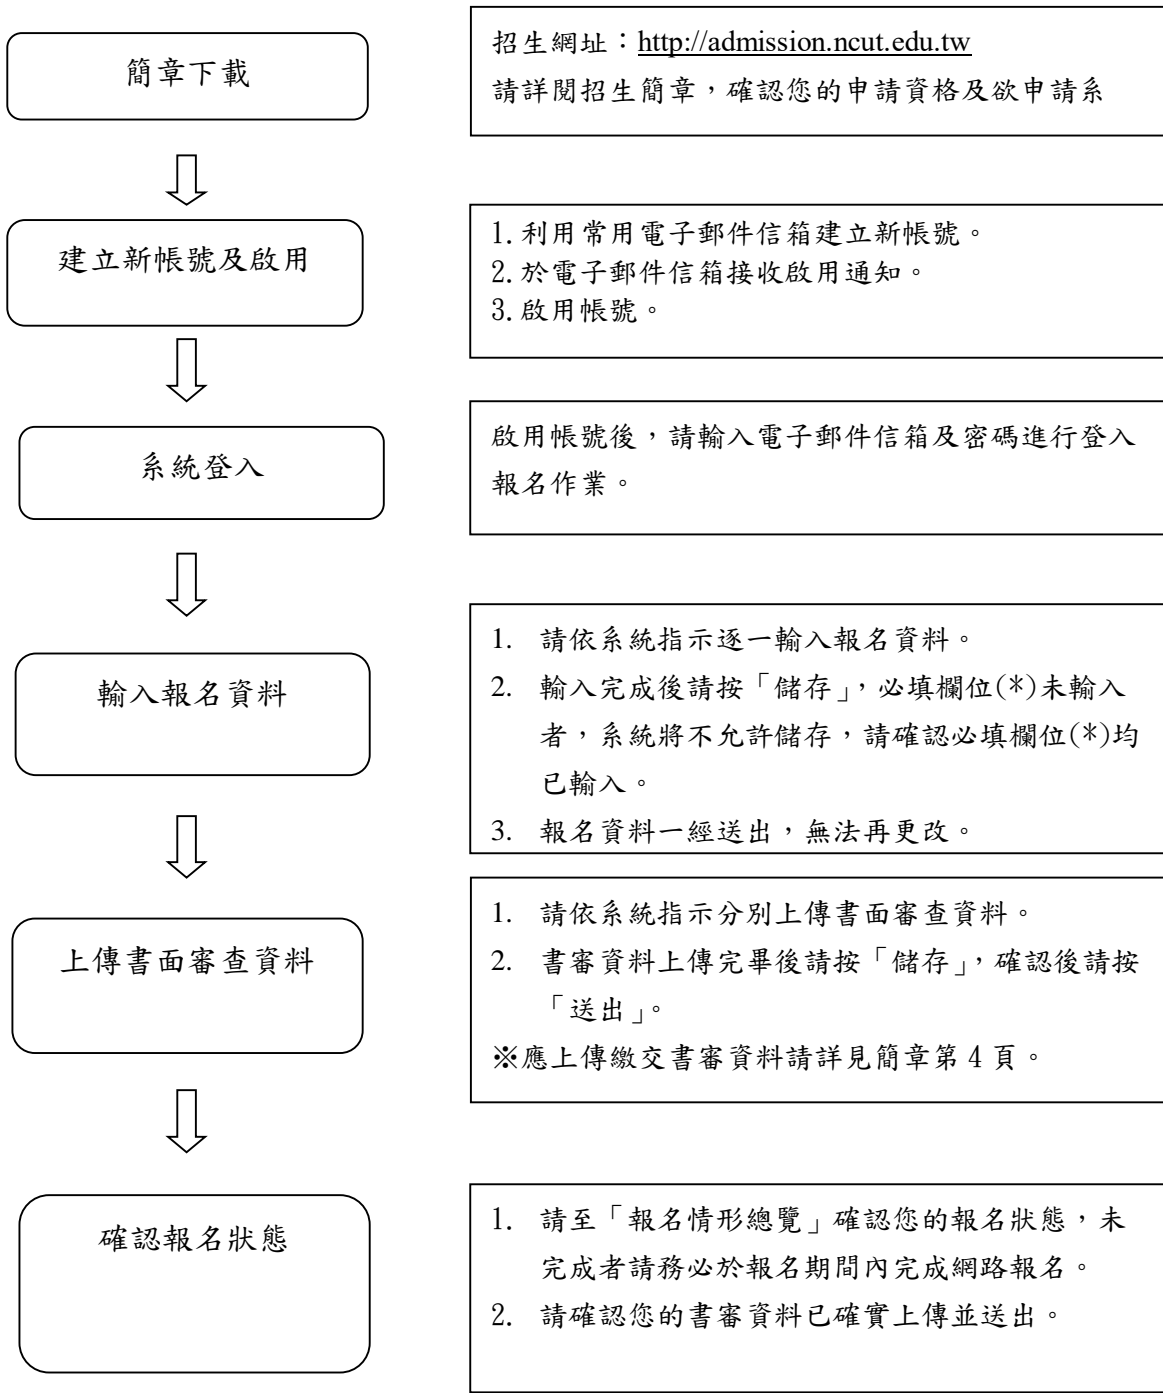 簡章下載
招生網址：http://admission.ncut.edu.tw
請詳閱招生簡章，確認您的申請資格及欲申請系
建立新帳號及啟用
1.利用常用電子郵件信箱建立新帳號。
2.於電子郵件信箱接收啟用通知。
3.啟用帳號。
系統登入
啟用帳號後，請輸入電子郵件信箱及密碼進行登入
報名作業。
輸入報名資料
1. 請依系統指示逐一輸入報名資料。
2. 輸入完成後請按「儲存」，必填欄位(*)未輸入
者，系統將不允許儲存，請確認必填欄位(*)均
已輸入。
3. 報名資料一經送出，無法再更改。
上傳書面審查資料
1. 請依系統指示分別上傳書面審查資料。
2. 書審資料上傳完畢後請按「儲存」，確認後請按
「送出」。
※應上傳繳交書審資料請詳見簡章第 4 頁。
確認報名狀態
1. 請至「報名情形總覽」確認您的報名狀態，未
完成者請務必於報名期間內完成網路報名。
2. 請確認您的書審資料已確實上傳並送出。